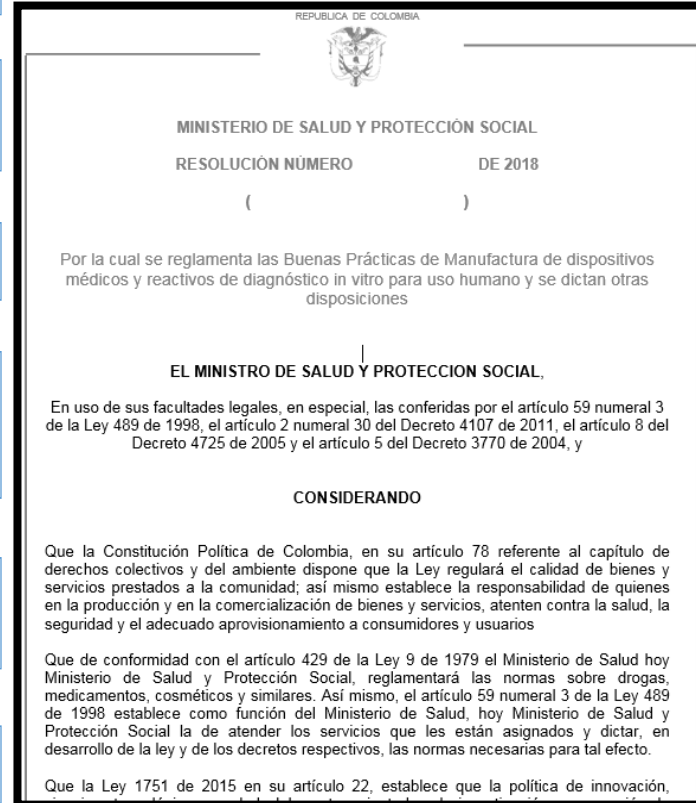 REPUBLICA DE COLOMBIA
MINISTERIO DE SALUD Y PROTECCIÓN SOCIAL
RESOLUCIÓN NÚMERO DE 2018
( )
Por la cual se reglamenta las Buenas Prácticas de Manufactura de dispositivos
médicos y reactivos de diagnóstico in vitro para uso humano y se dictan otras
disposiciones
EL MINISTRO DE SALUD Y PROTECCION SOCIAL,
En uso de sus facultades legales, en especial, las conferidas por el artículo 59 numeral 3
de la Ley 489 de 1998, el artículo 2 numeral 30 del Decreto 4107 de 2011, el artículo 8 del
Decreto 4725 de 2005 y el artículo 5 del Decreto 3770 de 2004, y
CONSIDERANDO
Que la Constitución Política de Colombia, en su artículo 78 referente al capítulo de
derechos colectivos y del ambiente dispone que la Ley regulará el calidad de bienes y
servicios prestados a la comunidad; así mismo establece la responsabilidad de quienes
en la producción y en la comercialización de bienes y servicios, atenten contra la salud, la
seguridad y el adecuado aprovisionamiento a consumidores y usuarios
Que de conformidad con el artículo 429 de la Ley 9 de 1979 el Ministerio de Salud hoy
Ministerio de Salud y Protección Social, reglamentará las normas sobre drogas,
medicamentos, cosméticos y similares. Así mismo, el artículo 59 numeral 3 de la Ley 489
de 1998 establece como función del Ministerio de Salud, hoy Ministerio de Salud y
Protección Social la de atender los servicios que les están asignados y dictar, en
desarrollo de la ley y de los decretos respectivos, las normas necesarias para tal efecto.
Que la Ley 1751 de 2015 en su artículo 22, establece que la política de innovación,